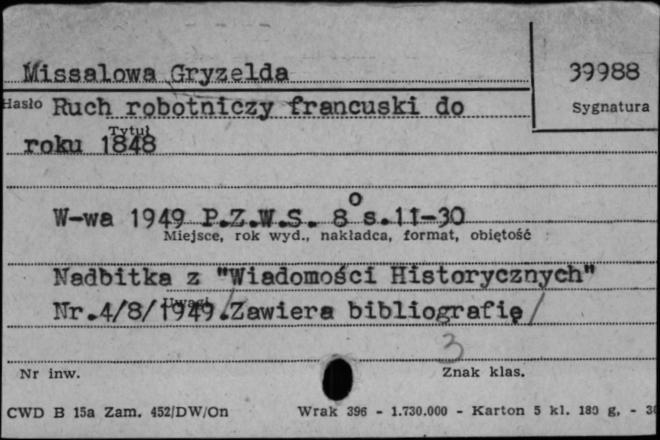 Missalowa Gryzelda
39988
Hasło Ruch robotniczy francuski do
Sygnatura
Tytuł
roku 1848
W-wa 1949 P.Z.W.S. 8° s.11-30
Miejsce, rok wyd., nakładca, format, objętość
Nadbitka z "Wiadomości Historycznych"
Uwagi
Nr.4/8/1949./Zawiera bibliografię/
3
Nr inw.
Znak klas.
CWD B 15a Zam. 452/DW/On Wrak 396 - 1.730.000 - Karton 5 kl. 180 g, -